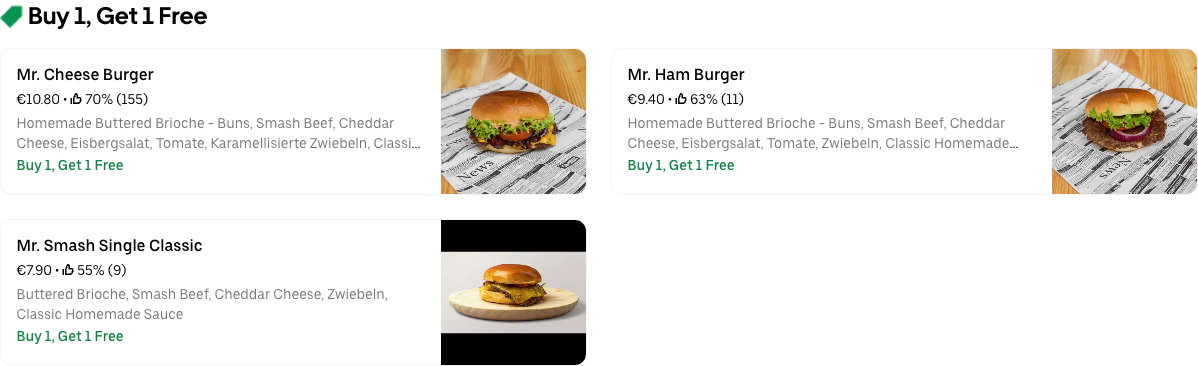 Buy 1, Get 1 Free
Mr. Cheese Burger
€10.80 • 70% (155)
Homemade Buttered Brioche - Buns, Smash Beef, Cheddar
Cheese, Eisbergsalat, Tomate, Karamellisierte Zwiebeln, Classi...
Buy 1, Get 1 Free
News
Mr. Ham Burger
€9.40 • 63% (11)
Homemade Buttered Brioche - Buns, Smash Beef, Cheddar
Cheese, Eisbergsalat, Tomate, Zwiebeln, Classic Homemade...
Buy 1, Get 1 Free
News
Mr. Smash Single Classic
€7.90 • 55% (9)
Buttered Brioche, Smash Beef, Cheddar Cheese, Zwiebeln,
Classic Homemade Sauce
Buy 1, Get 1 Free